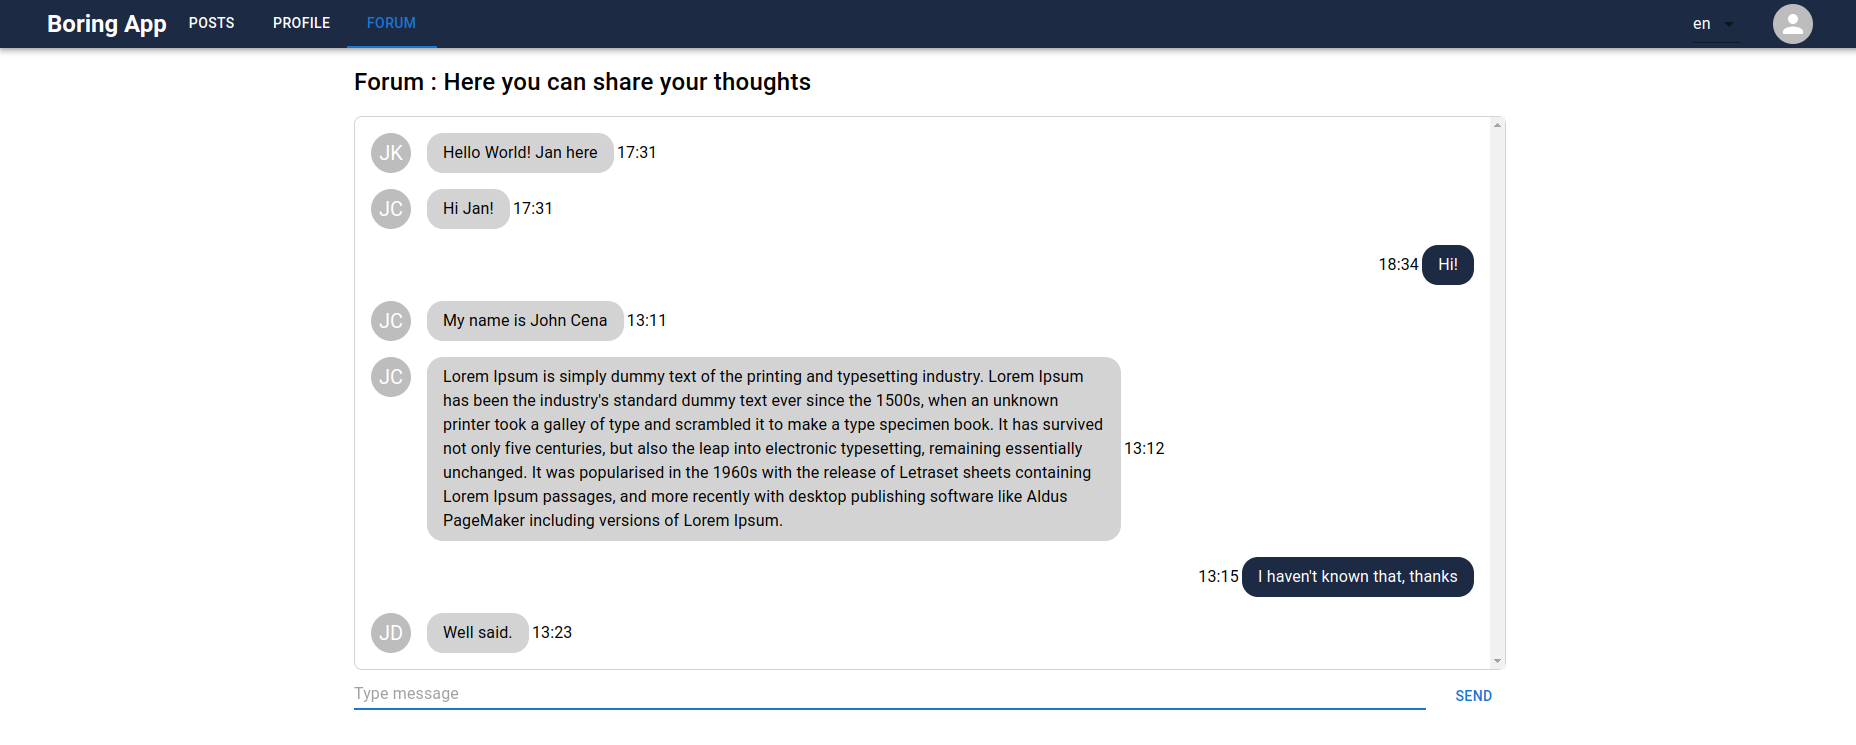 Boring App POSTS PROFILE FORUM en
Forum : Here you can share your thoughts
JK Hello World! Jan here 17:31
JC Hi Jan! 17:31
18:34 Hi!
JC My name is John Cena 13:11
JC Lorem Ipsum is simply dummy text of the printing and typesetting industry. Lorem Ipsum
has been the industry's standard dummy text ever since the 1500s, when an unknown
printer took a galley of type and scrambled it to make a type specimen book. It has survived
not only five centuries, but also the leap into electronic typesetting, remaining essentially
13:12
unchanged. It was popularised in the 1960s with the release of Letraset sheets containing
Lorem Ipsum passages, and more recently with desktop publishing software like Aldus
PageMaker including versions of Lorem Ipsum.
13:15 I haven't known that, thanks
JD Well said. 13:23
Type message SEND